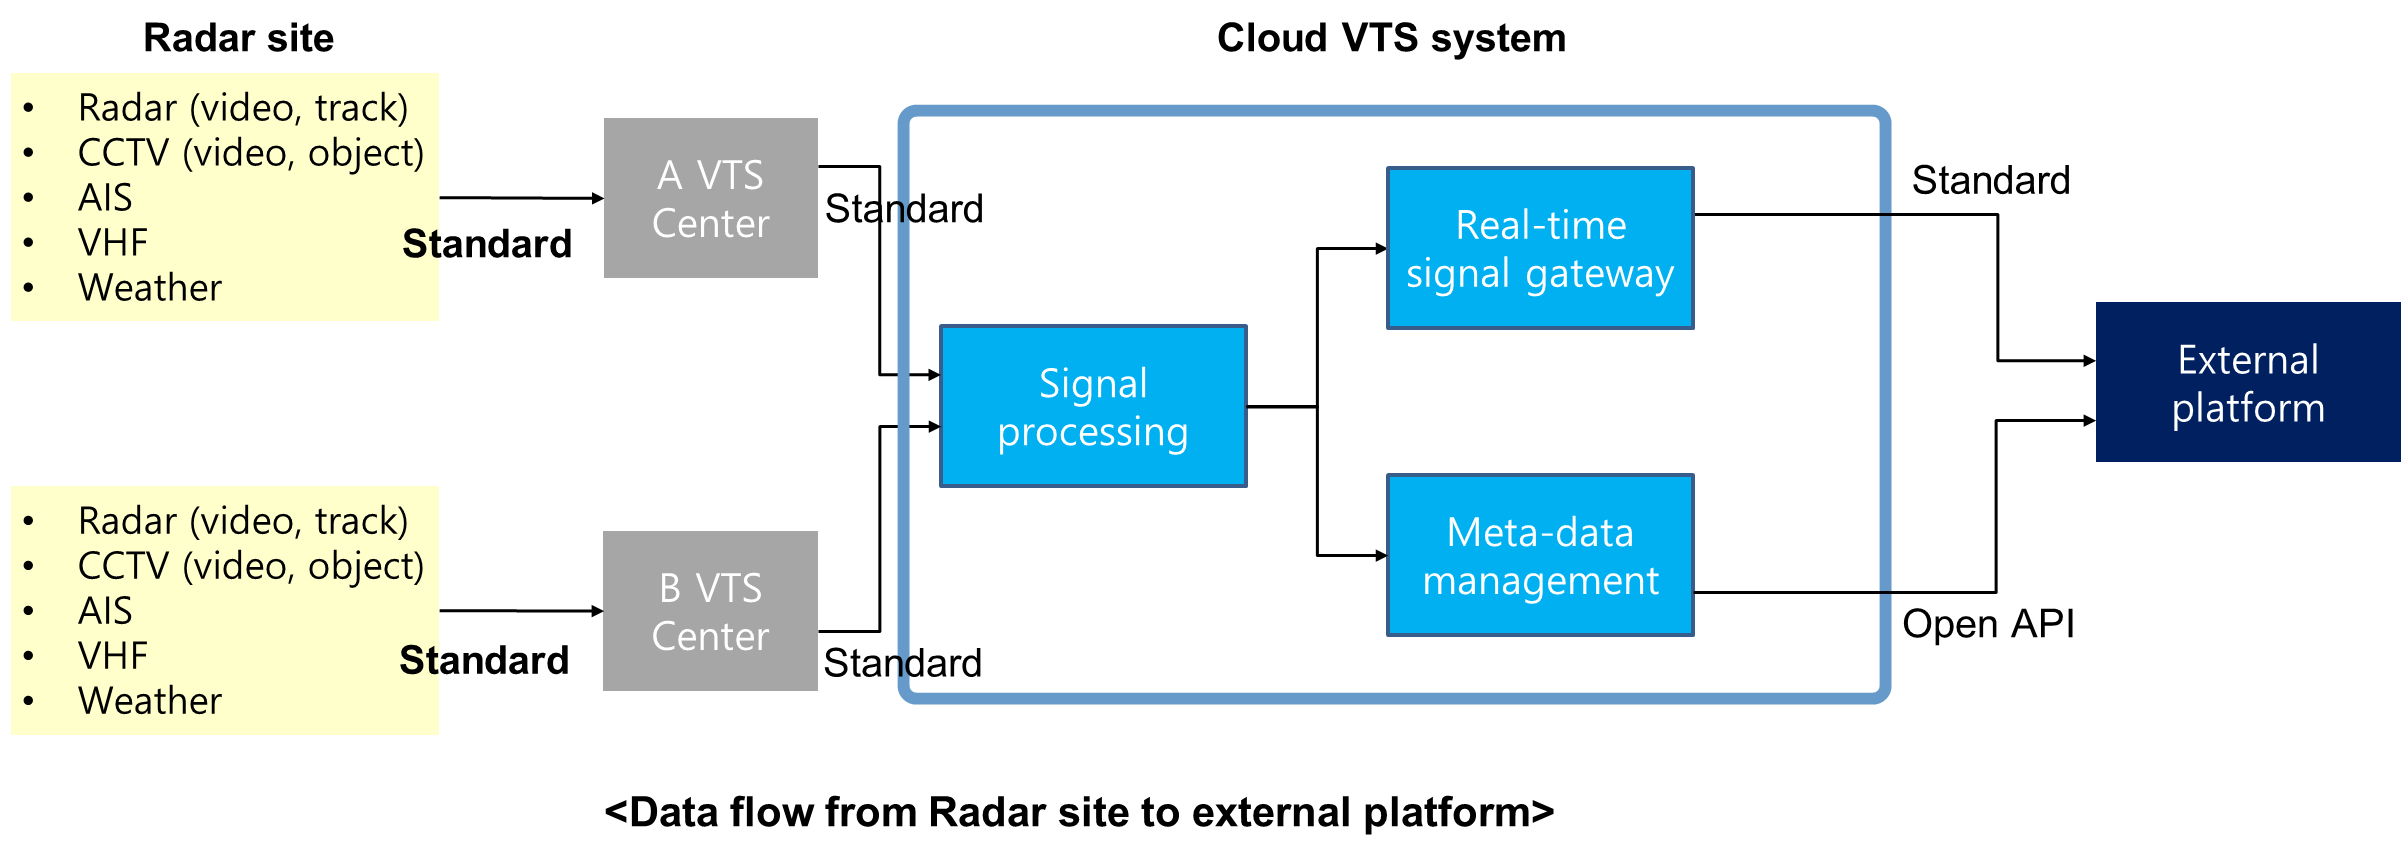 Radar site
Cloud VTS system
• Radar (video, track)
• CCTV (video, object)
• AIS
• VHF
• Weather
Standard
A VTS
Center
Standard
Signal
processing
Real-time
signal gateway
Standard
External
platform
• Radar (video, track)
• CCTV (video, object)
• AIS
• VHF
• Weather
Standard
B VTS
Center
Standard
Meta-data
management
Open API
<Data flow from Radar site to external platform>